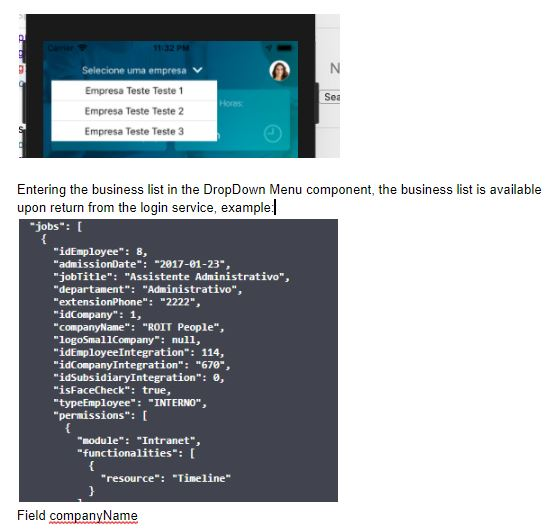 Carrier 11:32 PM
Selecione uma empresa
N
Empresa Teste Teste 1
Horas:
Sea
Empresa Teste Teste 2
Empresa Teste Teste 3
Entering the business list in the DropDown Menu component, the business list is available
upon return from the login service, example:
"jobs": [
{
"idEmployee": 8,
"admissionDate": "2017-01-23",
"jobTitle": "Assistente Administrativo",
"departament": "Administrativo",
"extensionPhone": "2222",
"idCompany": 1,
"companyName": "ROIT People",
"logoSmallCompany": null,
"idEmployeeIntegration": 114,
"idCompanyIntegration": "670",
"idSubsidiaryIntegration": 0,
"isFaceCheck": true,
"typeEmployee": "INTERNO",
"permissions": [
{
"module": "Intranet",
"functionalities": [
{
"resource": "Timeline"
}
Field companyName